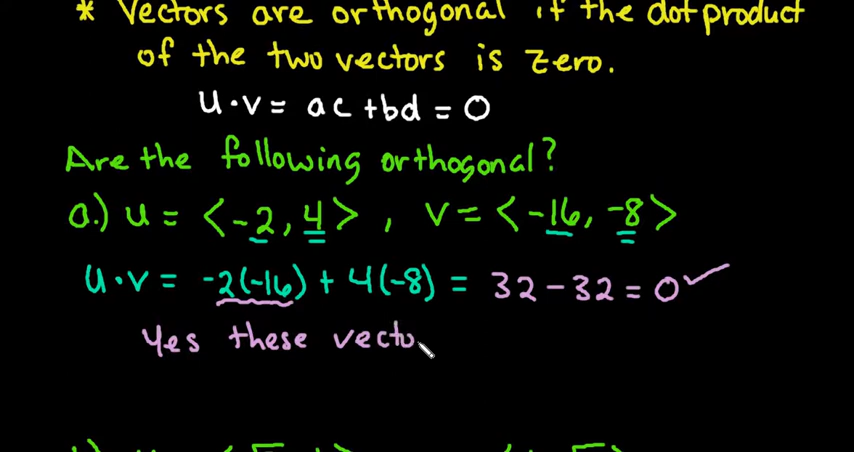 * Vectors are orthogonal if the dot product
of the two vectors is zero.
u·v = ac + bd = 0
Are the following orthogonal?
a.) u = <-2, 4>, v = <-16, -8>
u·v = -2(-16) + 4(-8) = 32 - 32 = 0 ✓
Yes these vecto